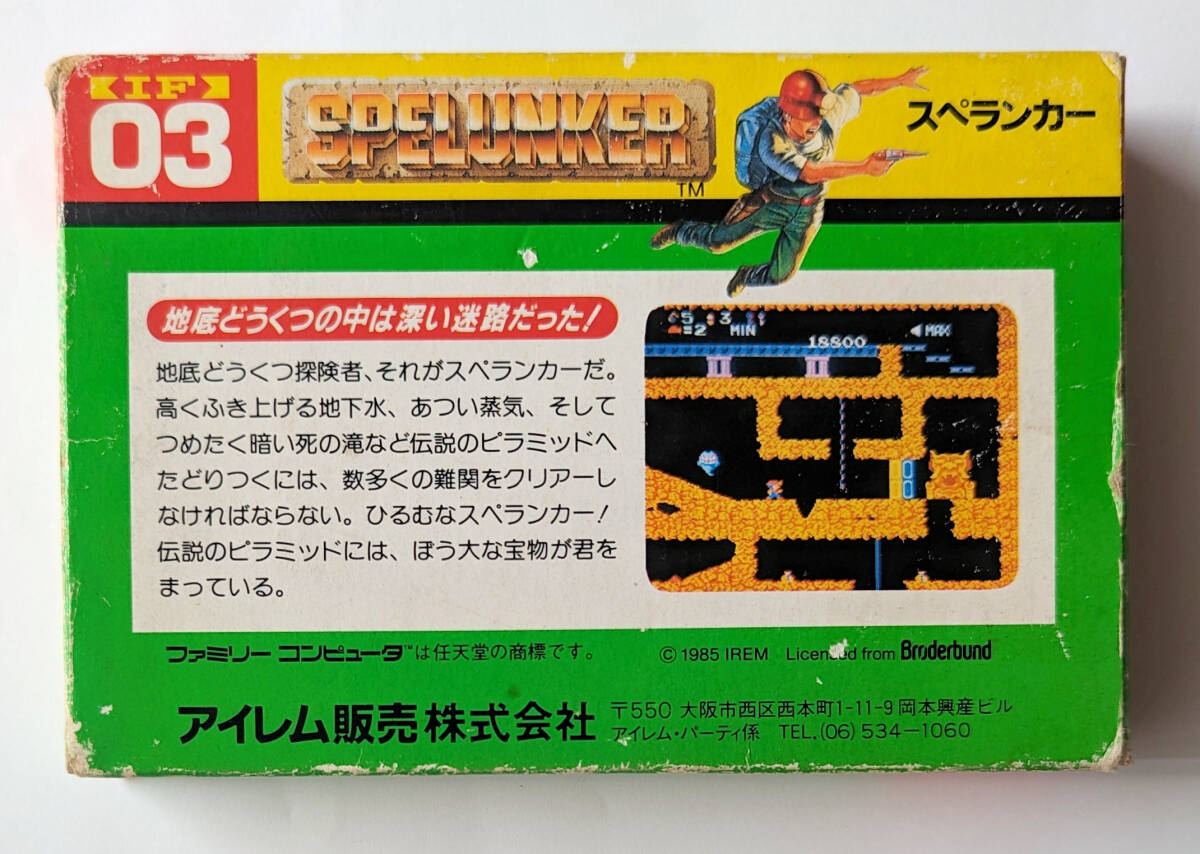 IF
03
SPELUNKER
TM
スペランカー
地底どうくつの中は深い迷路だった!
地底どうくつ探険者、それがスペランカーだ。
高くふき上げる地下水、あつい蒸気、そして
つめたく暗い死の滝など伝説のピラミッドへ
たどりつくには、数多くの難関をクリアーし
なければならない。ひるむなスペランカー!
伝説のピラミッドには、ぼう大な宝物が君を
まっている。
5 3
=2 MIN
18800
◀MAX
ファミリー コンピュータ™は任天堂の商標です。
© 1985 IREM Licensed from Brøderbund
アイレム販売株式会社
〒550 大阪市西区西本町1-11-9 岡本興産ビル
アイレム・パーティ係 TEL.(06)534-1060